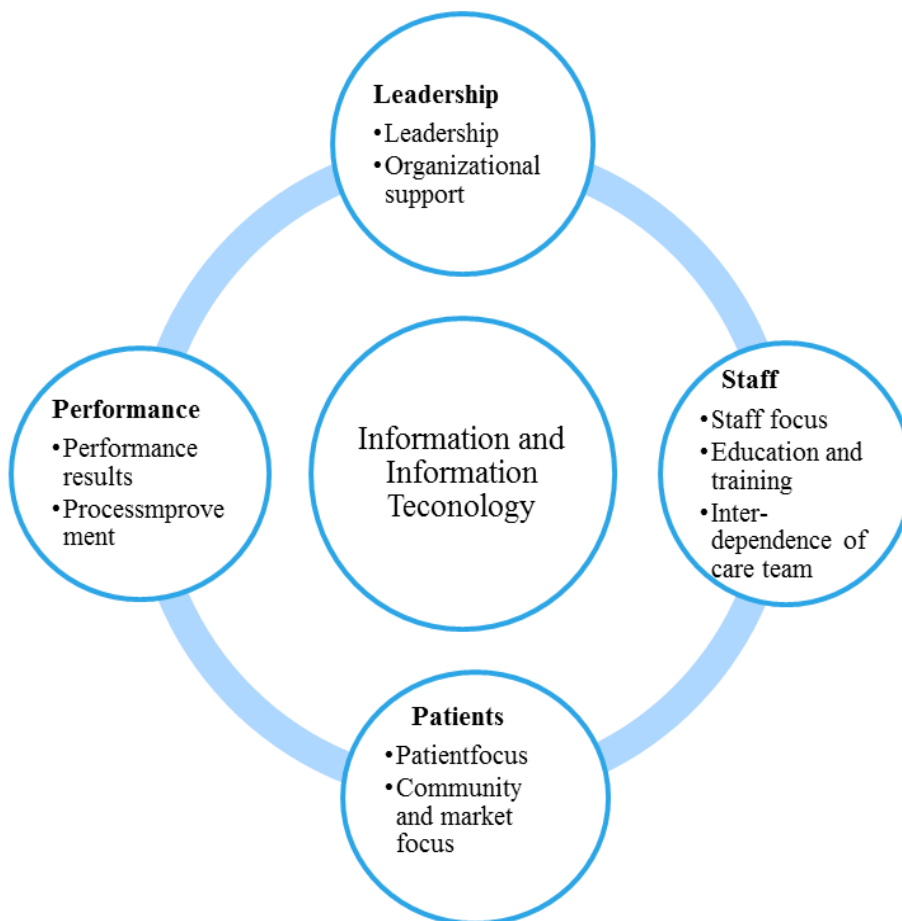 Leadership
•Leadership
•Organizational
support
Performance
•Performance
results
•Processmprove
ment
Information and
Information
Teconology
Staff
•Staff focus
•Education and
training
•Inter-
dependence of
care team
Patients
•Patientfocus
•Community
and market
focus